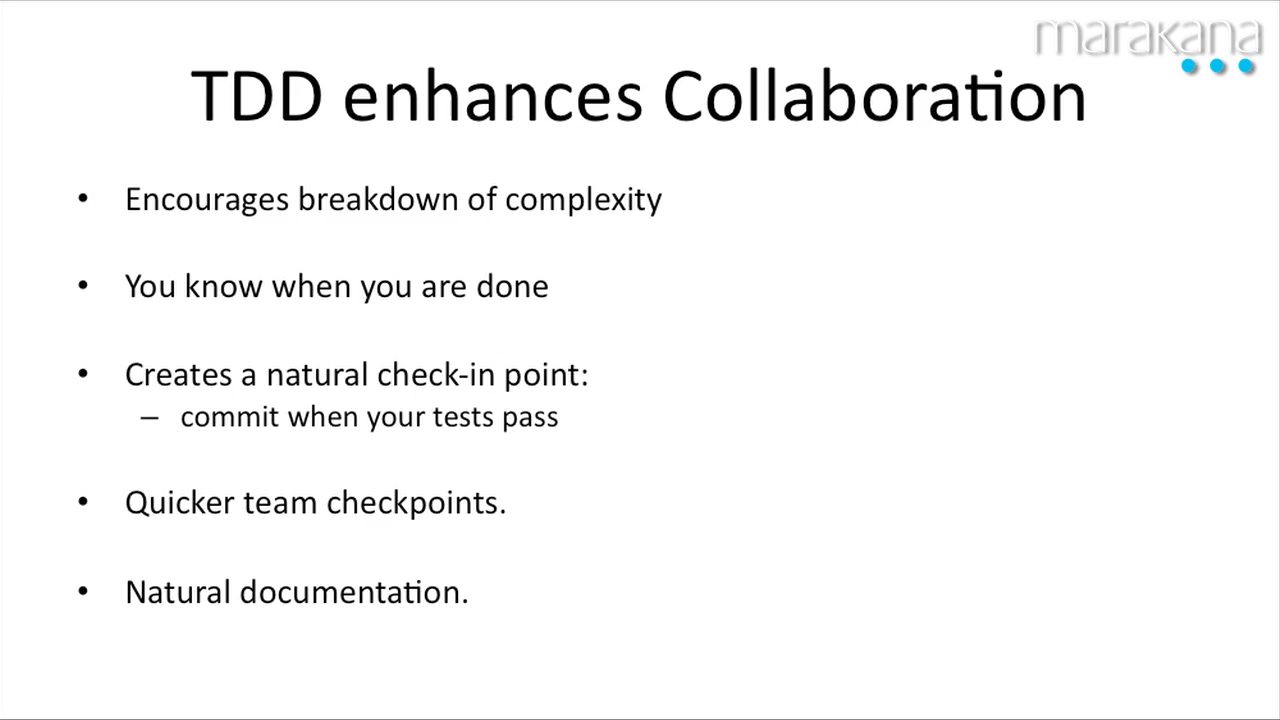 marakana
TDD enhances Collaboration
• Encourages breakdown of complexity
• You know when you are done
• Creates a natural check-in point:
– commit when your tests pass
• Quicker team checkpoints.
• Natural documentation.